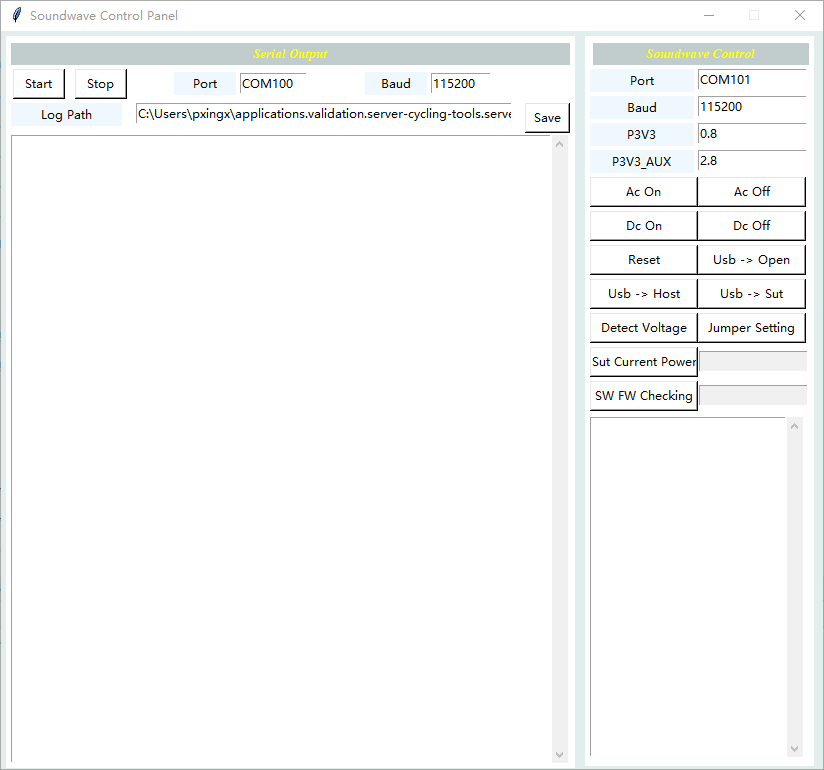 Soundwave Control Panel
Serial Output
Start Stop Port COM100 Baud 115200
Log Path C:\Users\pxingx\applications.validation.server-cycling-tools.serve Save
Soundwave Control
Port COM101
Baud 115200
P3V3 0.8
P3V3_AUX 2.8
Ac On Ac Off
Dc On Dc Off
Reset Usb -> Open
Usb -> Host Usb -> Sut
Detect Voltage Jumper Setting
Sut Current Power
SW FW Checking